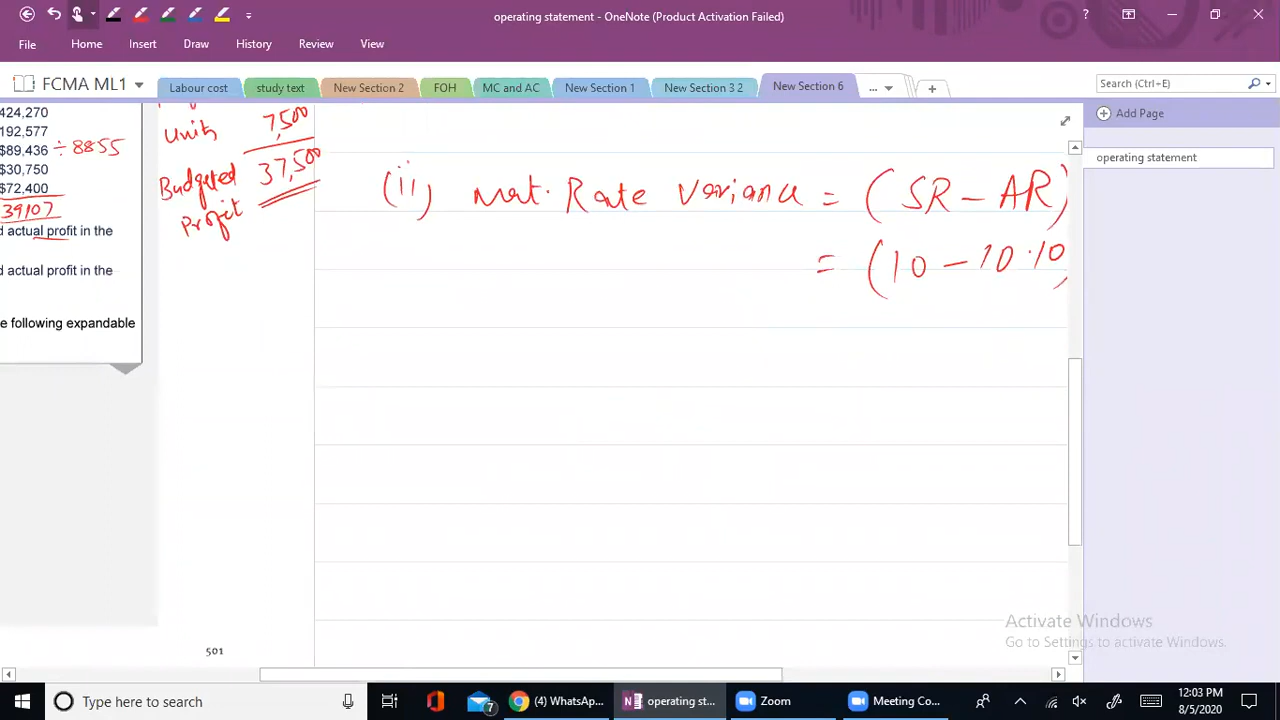 operating statement - OneNote (Product Activation Failed)
File Home Insert Draw History Review View
FCMA ML1 Labour cost study text New Section 2 FOH MC and AC New Section 1 New Section 3 2 New Section 6 ... Search (Ctrl+E)
Add Page
operating statement
424,270
192,577
$89,436 ÷ 8855
$30,750
$72,400
39107
d actual profit in the
d actual profit in the
e following expandable
Units 7,500
Budgeted Profit 37,500
(ii) Mat. Rate Variance = (SR - AR)
= (10 - 10.10)
501
Activate Windows
Go to Settings to activate Windows.
Type here to search
7
(4) WhatsApp...
operating st...
Zoom
Meeting Co...
12:03 PM
8/5/2020